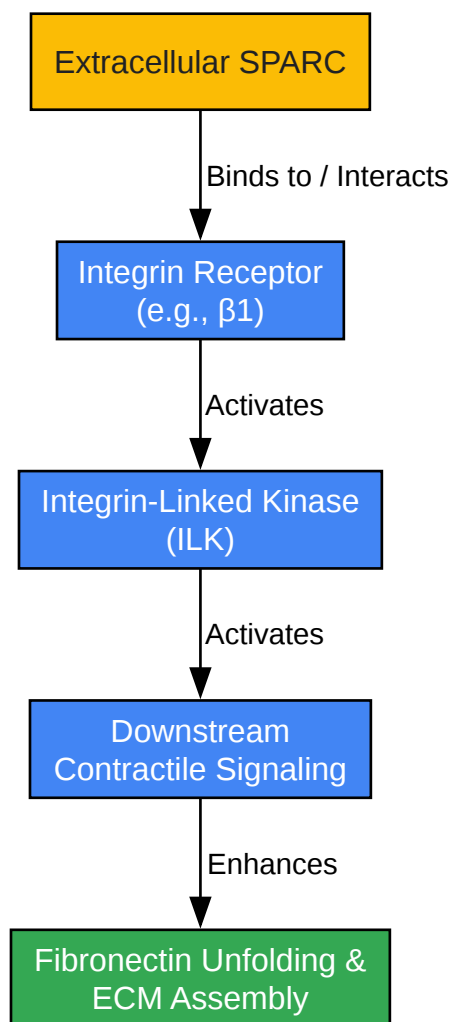 Extracellular SPARC
Binds to / Interacts
Integrin Receptor
(e.g., β1)
Activates
Integrin-Linked Kinase
(ILK)
Activates
Downstream
Contractile Signaling
Enhances
Fibronectin Unfolding &
ECM Assembly